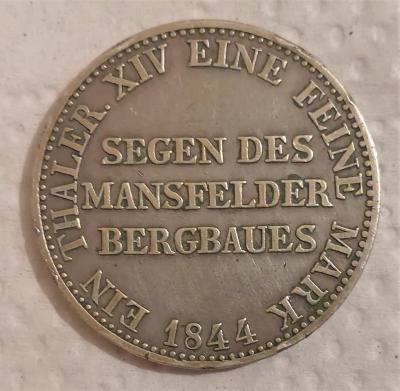 EIN THALER. XIV EINE FEINE MARK
SEGEN DES
MANSFELDER
BERGBAUES
1844